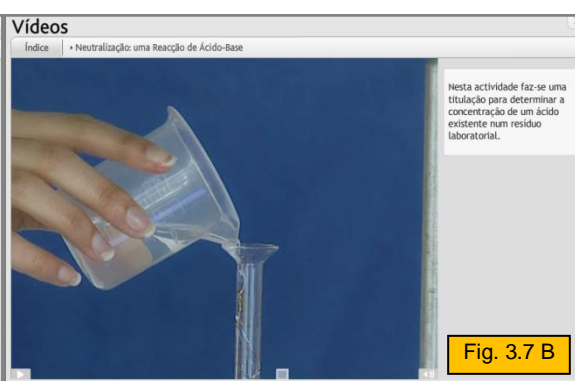 Vídeos
Índice
• Neutralização: uma Reacção de Ácido-Base
Nesta actividade faz-se uma
titulação para determinar a
concentração de um ácido
existente num resíduo
laboratorial.
Fig. 3.7 B